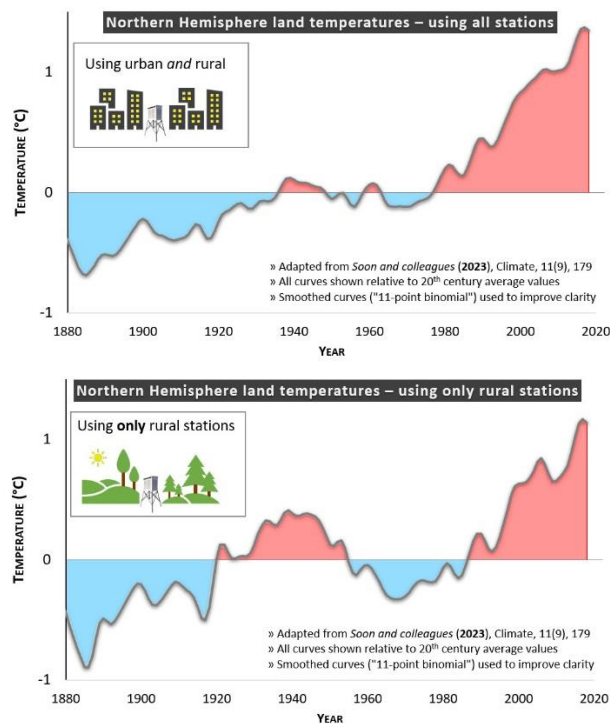 Northern Hemisphere land temperatures – using all stations
Using urban and rural
TEMPERATURE (°C)
1
0
-1
» Adapted from Soon and colleagues (2023), Climate, 11(9), 179
» All curves shown relative to 20th century average values
» Smoothed curves ("11-point binomial") used to improve clarity
1880 1900 1920 1940 1960 1980 2000 2020
YEAR
Northern Hemisphere land temperatures – using only rural stations
Using only rural stations
TEMPERATURE (°C)
1
0
-1
» Adapted from Soon and colleagues (2023), Climate, 11(9), 179
» All curves shown relative to 20th century average values
» Smoothed curves ("11-point binomial") used to improve clarity
1880 1900 1920 1940 1960 1980 2000 2020
YEAR